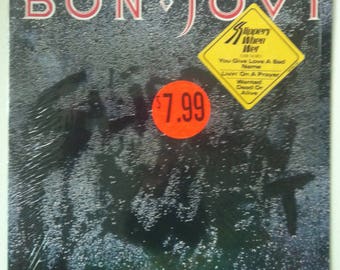 BON JOVI
Slippery
When
Wet
You Give Love A Bad
Name
Livin' On A Prayer
Wanted
Dead Or
Alive
$7.99